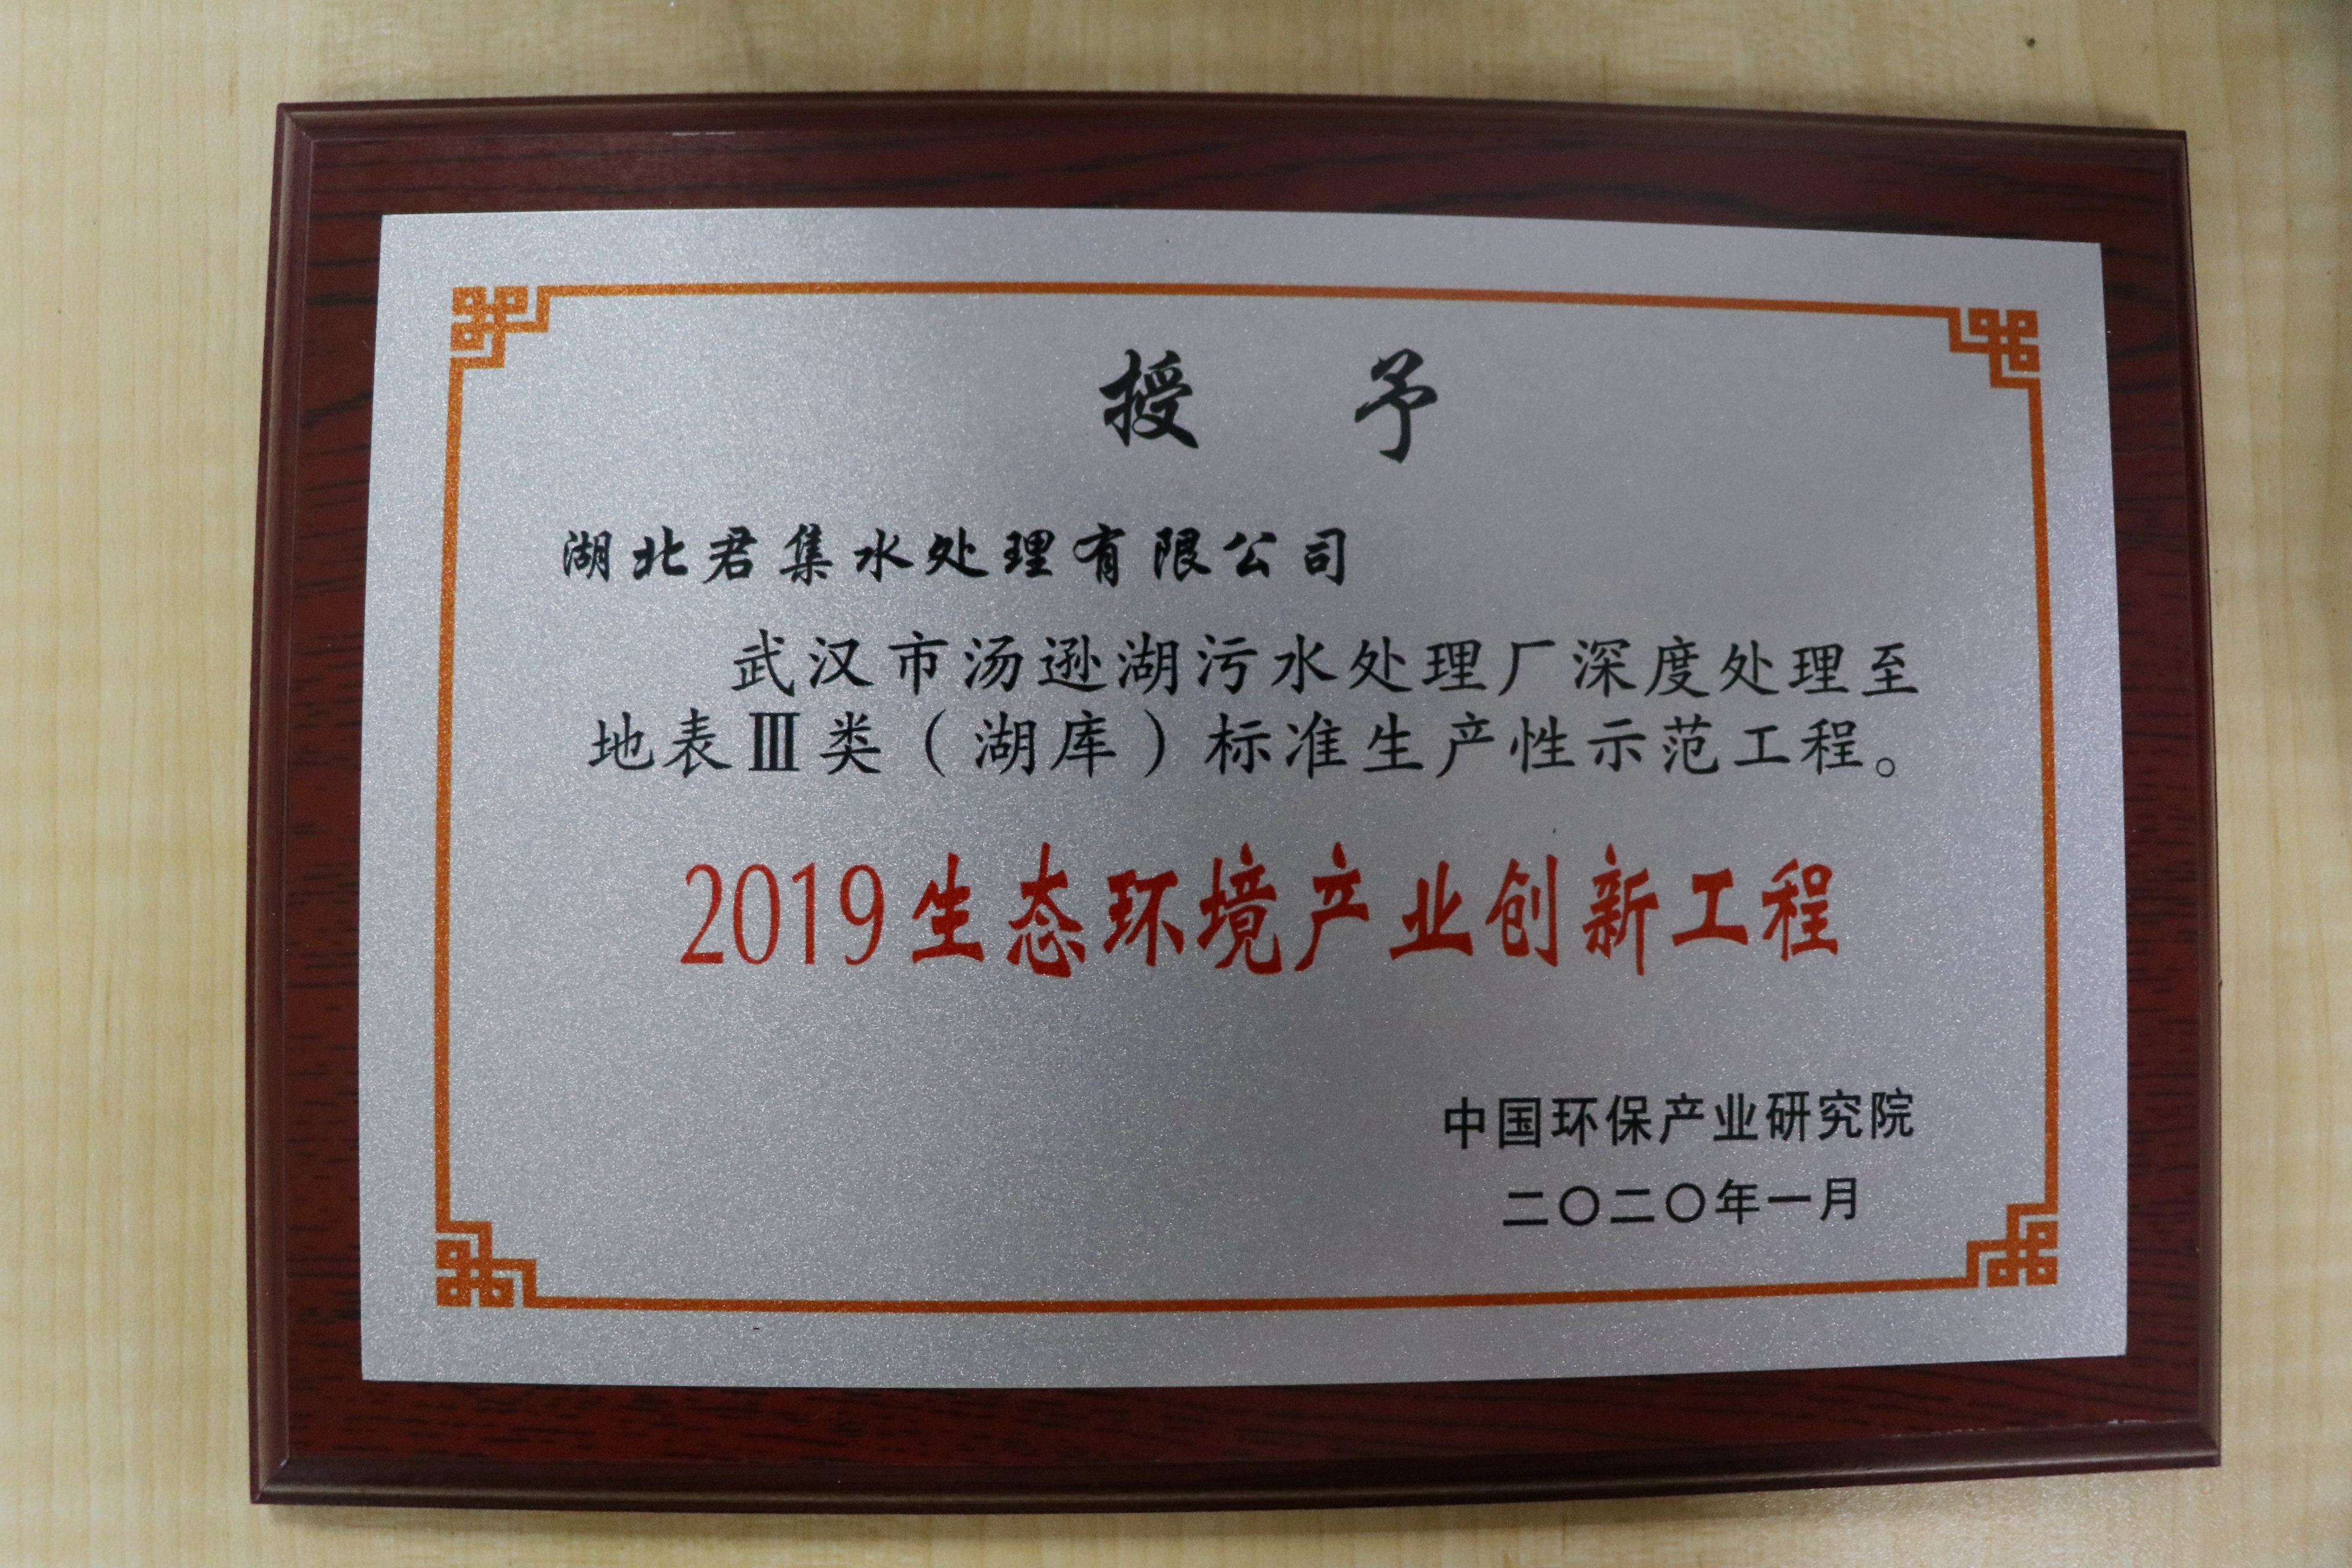 授 予
湖北君集水处理有限公司
武汉市汤逊湖污水处理厂深度处理至
地表Ⅲ类（湖库）标准生产性示范工程。
2019生态环境产业创新工程
中国环保产业研究院
二〇二〇年一月